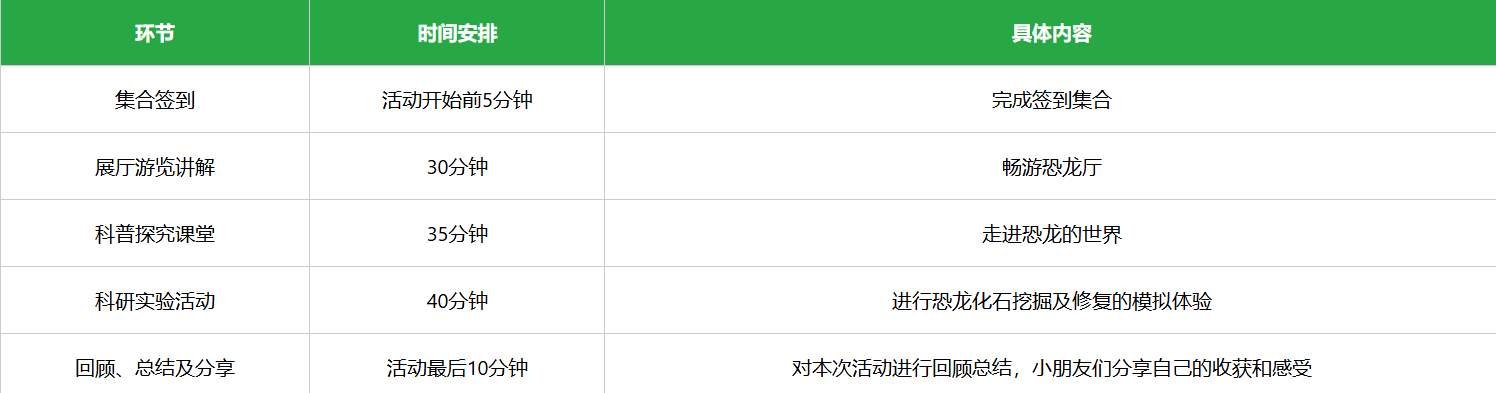 环节 时间安排 具体内容
集合签到 活动开始前5分钟 完成签到集合
展厅游览讲解 30分钟 畅游恐龙厅
科普探究课堂 35分钟 走进恐龙的世界
科研实验活动 40分钟 进行恐龙化石挖掘及修复的模拟体验
回顾、总结及分享 活动最后10分钟 对本次活动进行回顾总结，小朋友们分享自己的收获和感受